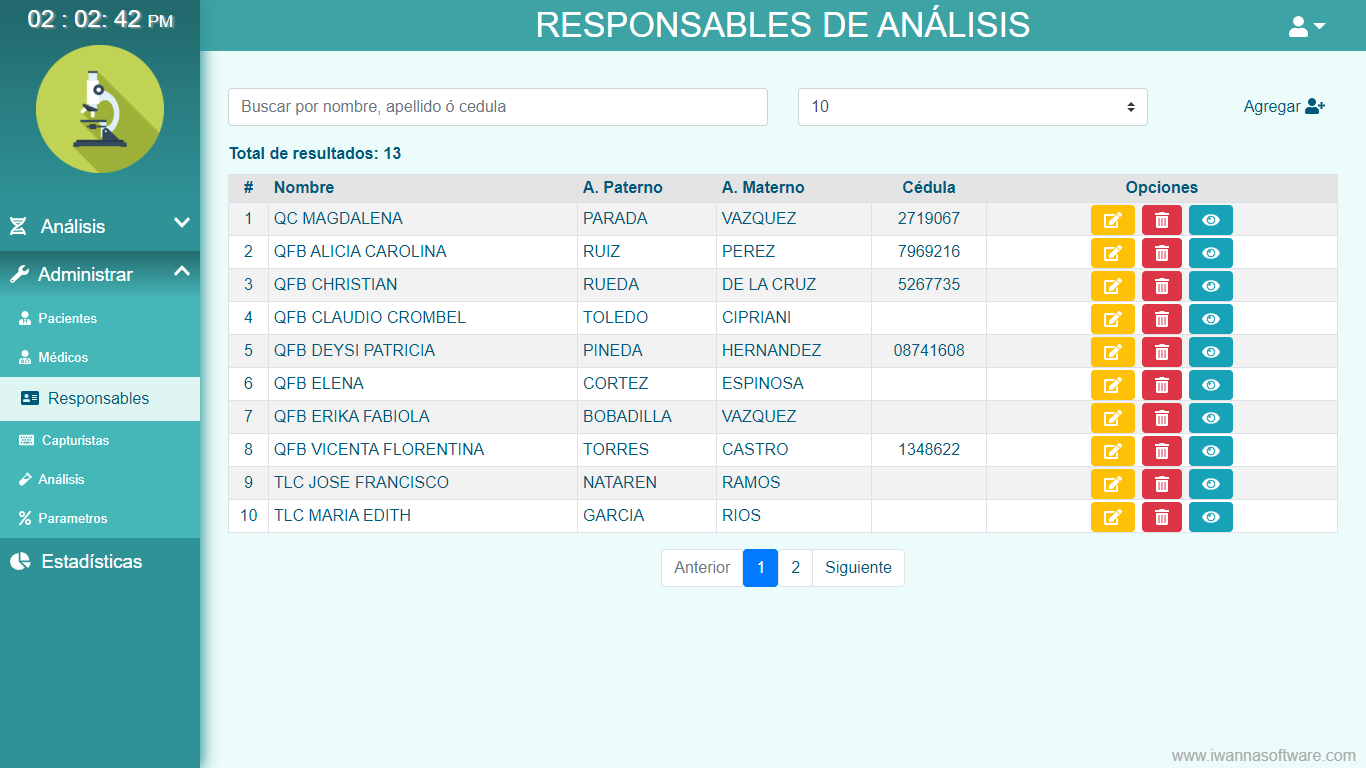 02 : 02: 42 PM
RESPONSABLES DE ANÁLISIS
Análisis
Administrar
Pacientes
Médicos
Responsables
Capturistas
Análisis
Parametros
Estadísticas
Buscar por nombre, apellido ó cedula
10
Agregar
Total de resultados: 13
# Nombre A. Paterno A. Materno Cédula Opciones
1 QC MAGDALENA PARADA VAZQUEZ 2719067
2 QFB ALICIA CAROLINA RUIZ PEREZ 7969216
3 QFB CHRISTIAN RUEDA DE LA CRUZ 5267735
4 QFB CLAUDIO CROMBEL TOLEDO CIPRIANI
5 QFB DEYSI PATRICIA PINEDA HERNANDEZ 08741608
6 QFB ELENA CORTEZ ESPINOSA
7 QFB ERIKA FABIOLA BOBADILLA VAZQUEZ
8 QFB VICENTA FLORENTINA TORRES CASTRO 1348622
9 TLC JOSE FRANCISCO NATAREN RAMOS
10 TLC MARIA EDITH GARCIA RIOS
Anterior 1 2 Siguiente
www.iwannasoftware.com